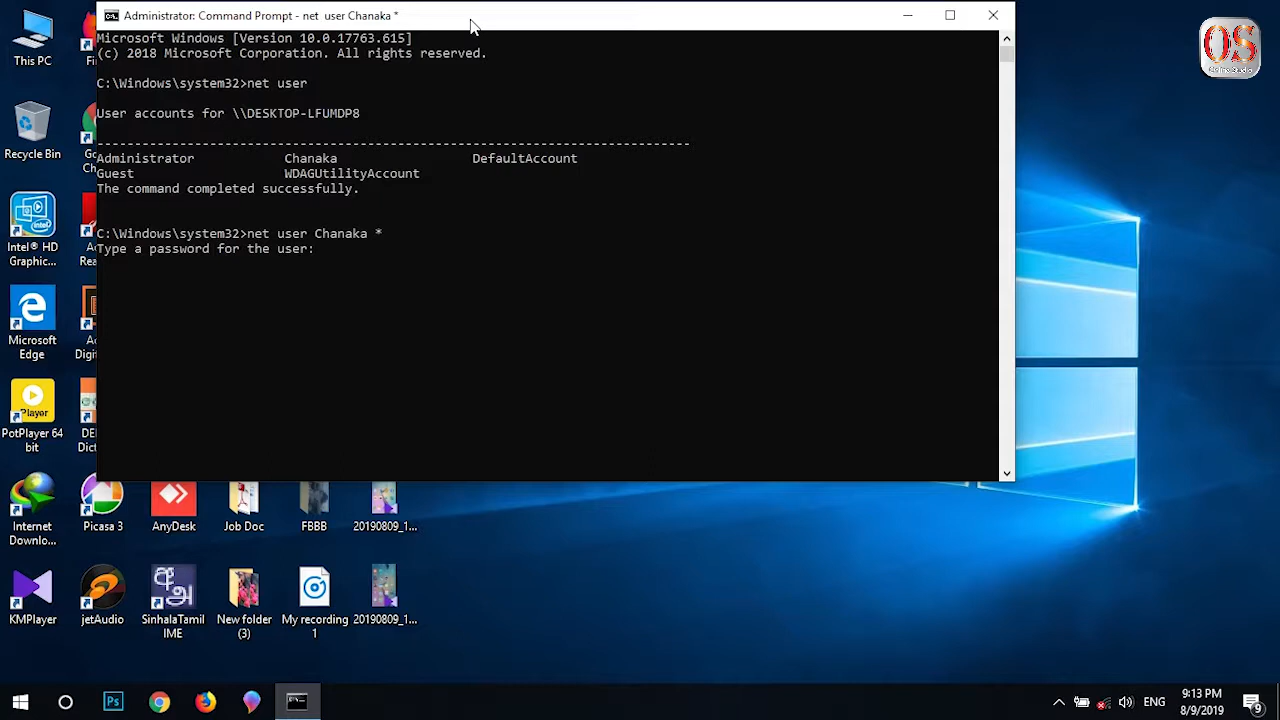 Administrator: Command Prompt - net  user Chanaka *
Microsoft Windows [Version 10.0.17763.615]
(c) 2018 Microsoft Corporation. All rights reserved.
C:\Windows\system32>net user
User accounts for \\DESKTOP-LFUMDP8
-------------------------------------------------------------------------------
Administrator            Chanaka                  DefaultAccount
Guest                    WDAGUtilityAccount
The command completed successfully.
C:\Windows\system32>net user Chanaka *
Type a password for the user:
This PC
Recycle Bin
Intel® HD
Graphic...
Microsoft
Edge
PotPlayer 64
bit
Player
Internet
Downlo...
Picasa 3
AnyDesk
Job Doc
FBBB
20190809_1...
KMPlayer
jetAudio
අ
SinhalaTamil
IME
New folder
(3)
My recording
1
20190809_1...
OS
Ps
ENG
9:13 PM
8/9/2019
9